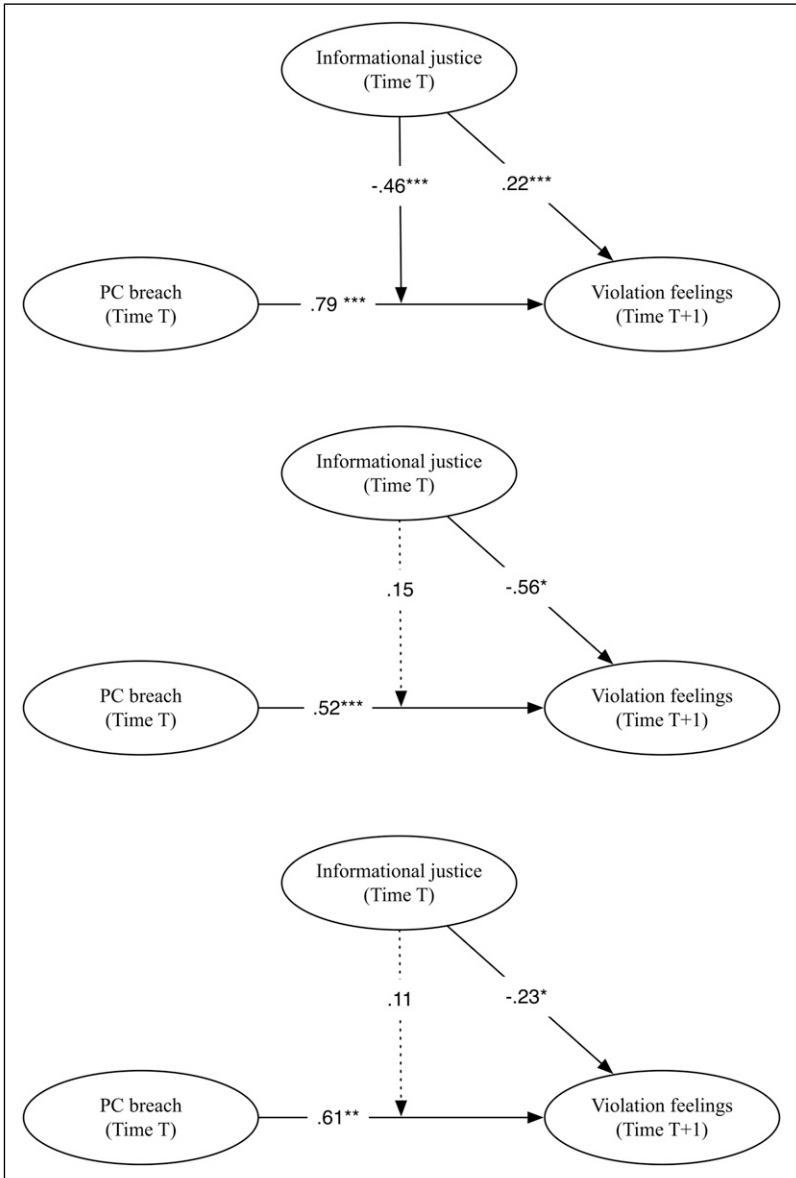 Informational justice
(Time T)
-.46***
.22***
PC breach
(Time T)
.79 ***
Violation feelings
(Time T+1)
Informational justice
(Time T)
.15
-.56*
PC breach
(Time T)
.52***
Violation feelings
(Time T+1)
Informational justice
(Time T)
.11
-.23*
PC breach
(Time T)
.61**
Violation feelings
(Time T+1)